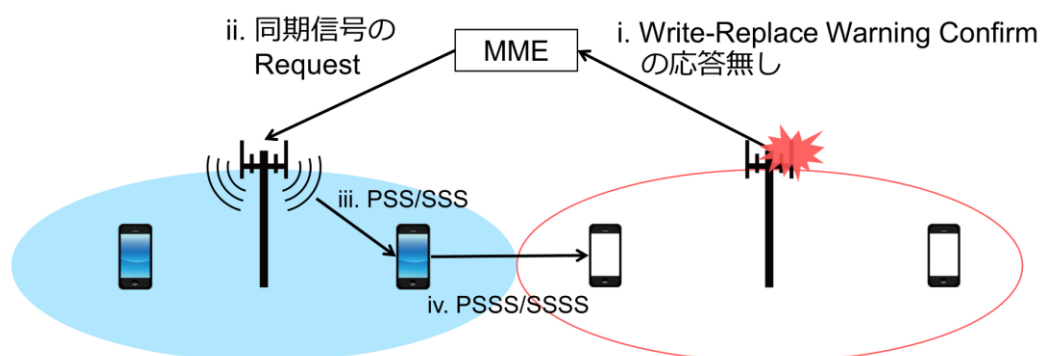 ii. 同期信号の
Request
MME
i. Write-Replace Warning Confirm
の応答無し
iii. PSS/SSS
iv. PSSS/SSSS